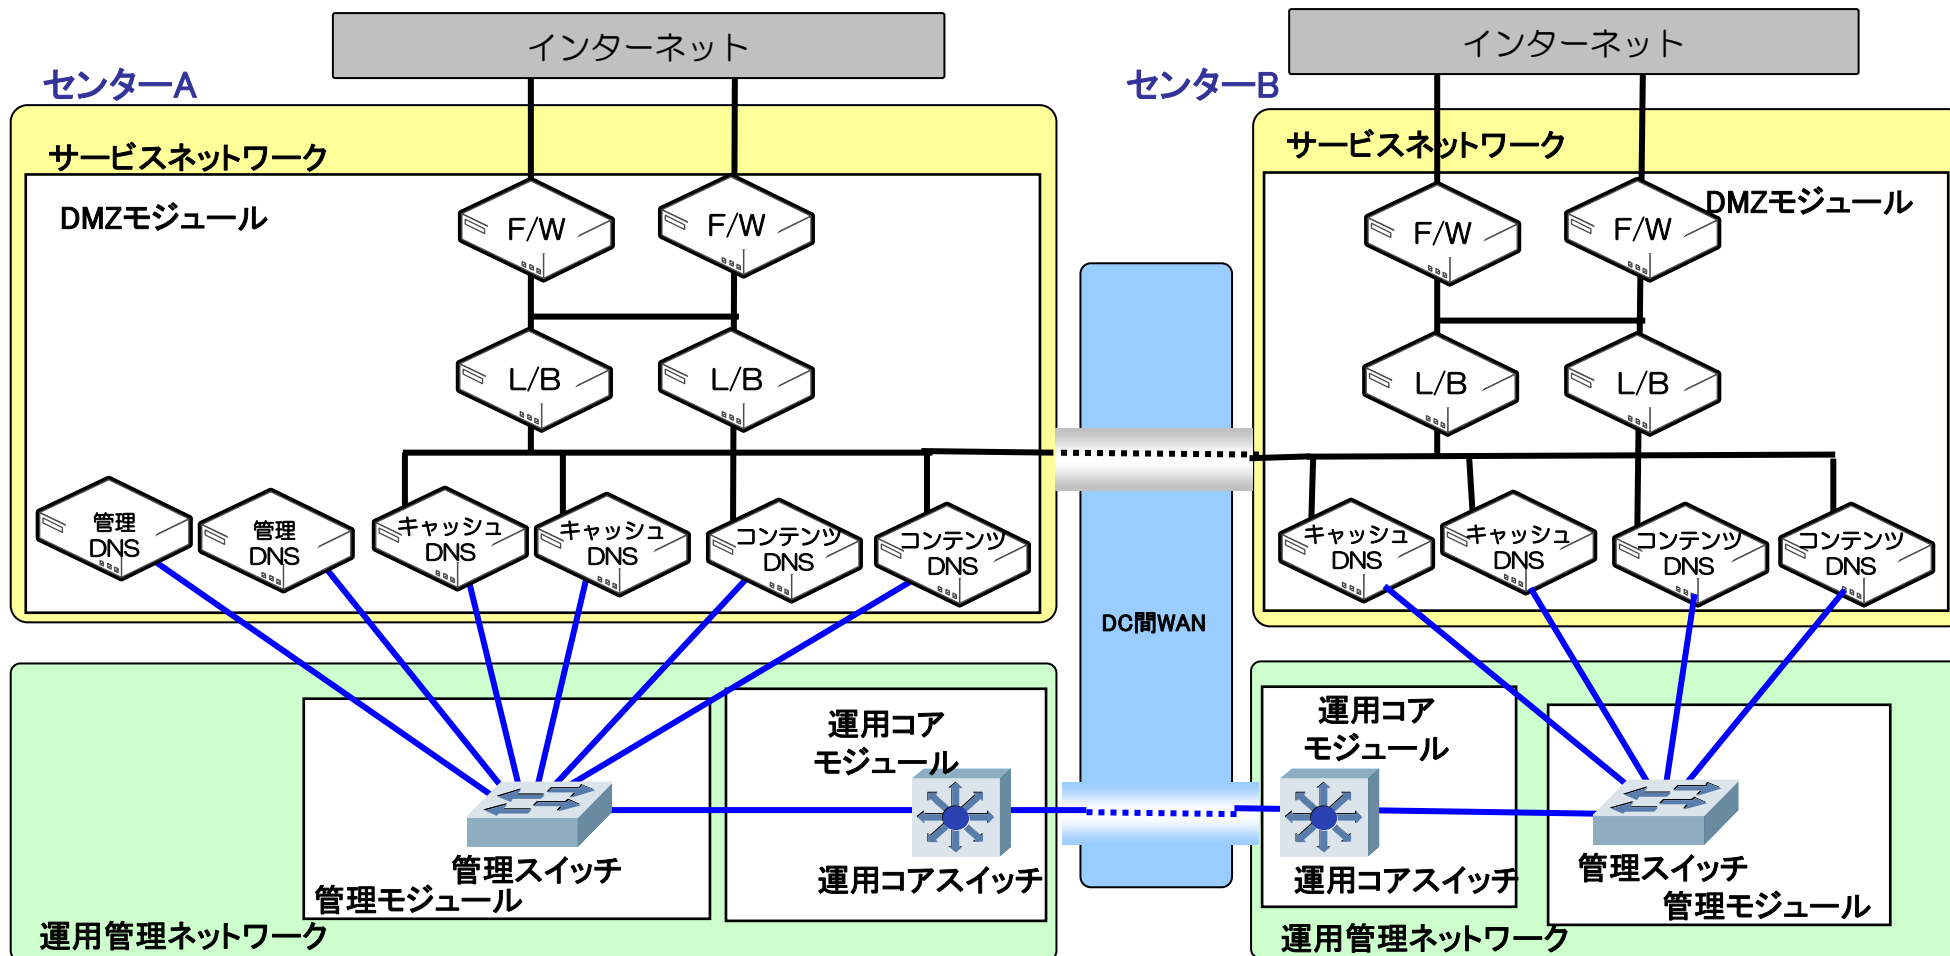 インターネット
インターネット
センターA
センターB
サービスネットワーク
サービスネットワーク
DMZモジュール
DMZモジュール
F/W
F/W
F/W
F/W
L/B
L/B
L/B
L/B
管理
DNS
管理
DNS
キャッシュ
DNS
キャッシュ
DNS
コンテンツ
DNS
コンテンツ
DNS
キャッシュ
DNS
キャッシュ
DNS
コンテンツ
DNS
コンテンツ
DNS
DC間WAN
運用コア
モジュール
運用コア
モジュール
管理スイッチ
管理モジュール
運用コアスイッチ
運用コアスイッチ
管理スイッチ
管理モジュール
運用管理ネットワーク
運用管理ネットワーク